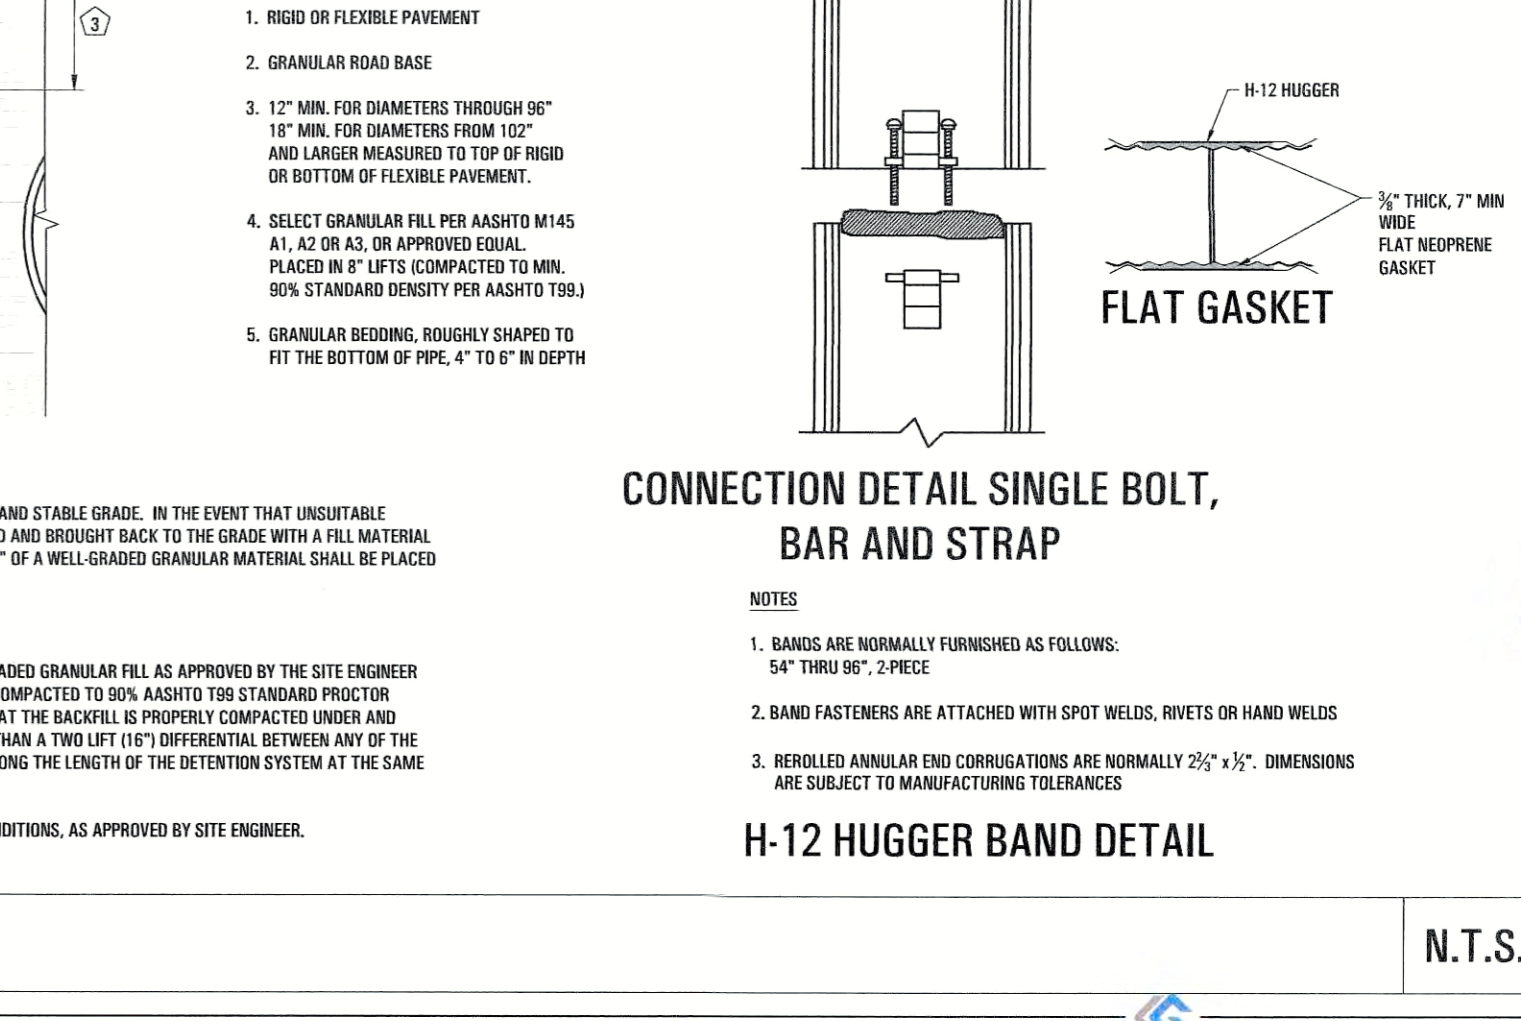 3
1. RIGID OR FLEXIBLE PAVEMENT
2. GRANULAR ROAD BASE
3. 12" MIN. FOR DIAMETERS THROUGH 96"
18" MIN. FOR DIAMETERS FROM 102"
AND LARGER MEASURED TO TOP OF RIGID
OR BOTTOM OF FLEXIBLE PAVEMENT.
4. SELECT GRANULAR FILL PER AASHTO M145
A1, A2 OR A3, OR APPROVED EQUAL.
PLACED IN 8" LIFTS (COMPACTED TO MIN.
90% STANDARD DENSITY PER AASHTO T99.)
5. GRANULAR BEDDING, ROUGHLY SHAPED TO
FIT THE BOTTOM OF PIPE, 4" TO 6" IN DEPTH
AND STABLE GRADE. IN THE EVENT THAT UNSUITABLE
AND BROUGHT BACK TO THE GRADE WITH A FILL MATERIAL
" OF A WELL-GRADED GRANULAR MATERIAL SHALL BE PLACED
ADED GRANULAR FILL AS APPROVED BY THE SITE ENGINEER
OMPACTED TO 90% AASHTO T99 STANDARD PROCTOR
AT THE BACKFILL IS PROPERLY COMPACTED UNDER AND
HAN A TWO LIFT (16") DIFFERENTIAL BETWEEN ANY OF THE
ONG THE LENGTH OF THE DETENTION SYSTEM AT THE SAME
DITIONS, AS APPROVED BY SITE ENGINEER.
H-12 HUGGER
⅜" THICK, 7" MIN
WIDE
FLAT NEOPRENE
GASKET
FLAT GASKET
CONNECTION DETAIL SINGLE BOLT,
BAR AND STRAP
NOTES
1. BANDS ARE NORMALLY FURNISHED AS FOLLOWS:
54" THRU 96", 2-PIECE
2. BAND FASTENERS ARE ATTACHED WITH SPOT WELDS, RIVETS OR HAND WELDS
3. REROLLED ANNULAR END CORRUGATIONS ARE NORMALLY 2⅔" x ½". DIMENSIONS
ARE SUBJECT TO MANUFACTURING TOLERANCES
H-12 HUGGER BAND DETAIL
N.T.S.